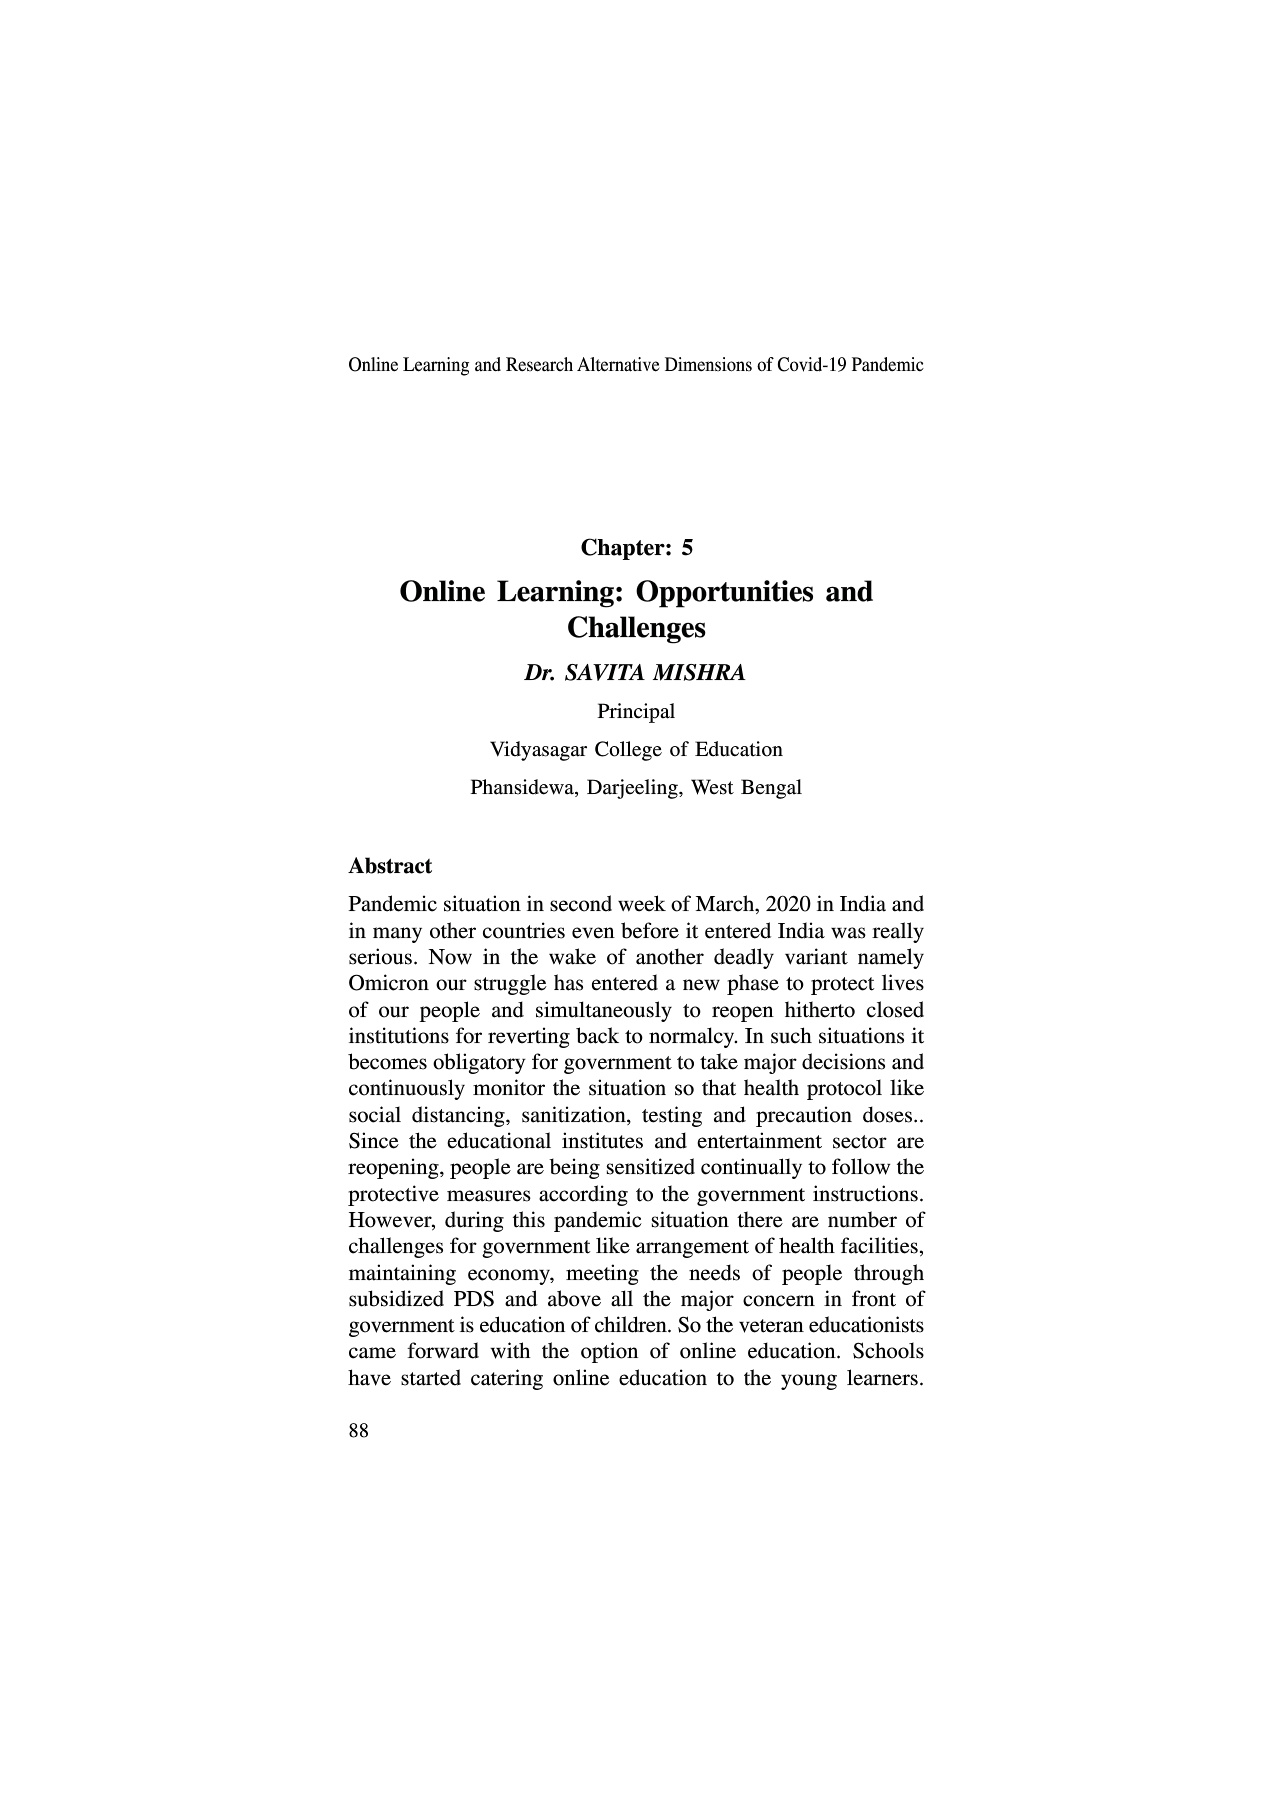 Online Learning and Research Alternative Dimensions of Covid-19 Pandemic
Chapter: 5
Online Learning: Opportunities and
Challenges
Dr. SAVITA MISHRA
Principal
Vidyasagar College of Education
Phansidewa, Darjeeling, West Bengal
Abstract
Pandemic situation in second week of March, 2020 in India and
in many other countries even before it entered India was really
serious. Now in the wake of another deadly variant namely
Omicron our struggle has entered a new phase to protect lives
of our people and simultaneously to reopen hitherto closed
institutions for reverting back to normalcy. In such situations it
becomes obligatory for government to take major decisions and
continuously monitor the situation so that health protocol like
social distancing, sanitization, testing and precaution doses..
Since the educational institutes and entertainment sector are
reopening, people are being sensitized continually to follow the
protective measures according to the government instructions.
However, during this pandemic situation there are number of
challenges for government like arrangement of health facilities,
maintaining economy, meeting the needs of people through
subsidized PDS and above all the major concern in front of
government is education of children. So the veteran educationists
came forward with the option of online education. Schools
have started catering online education to the young learners.
88